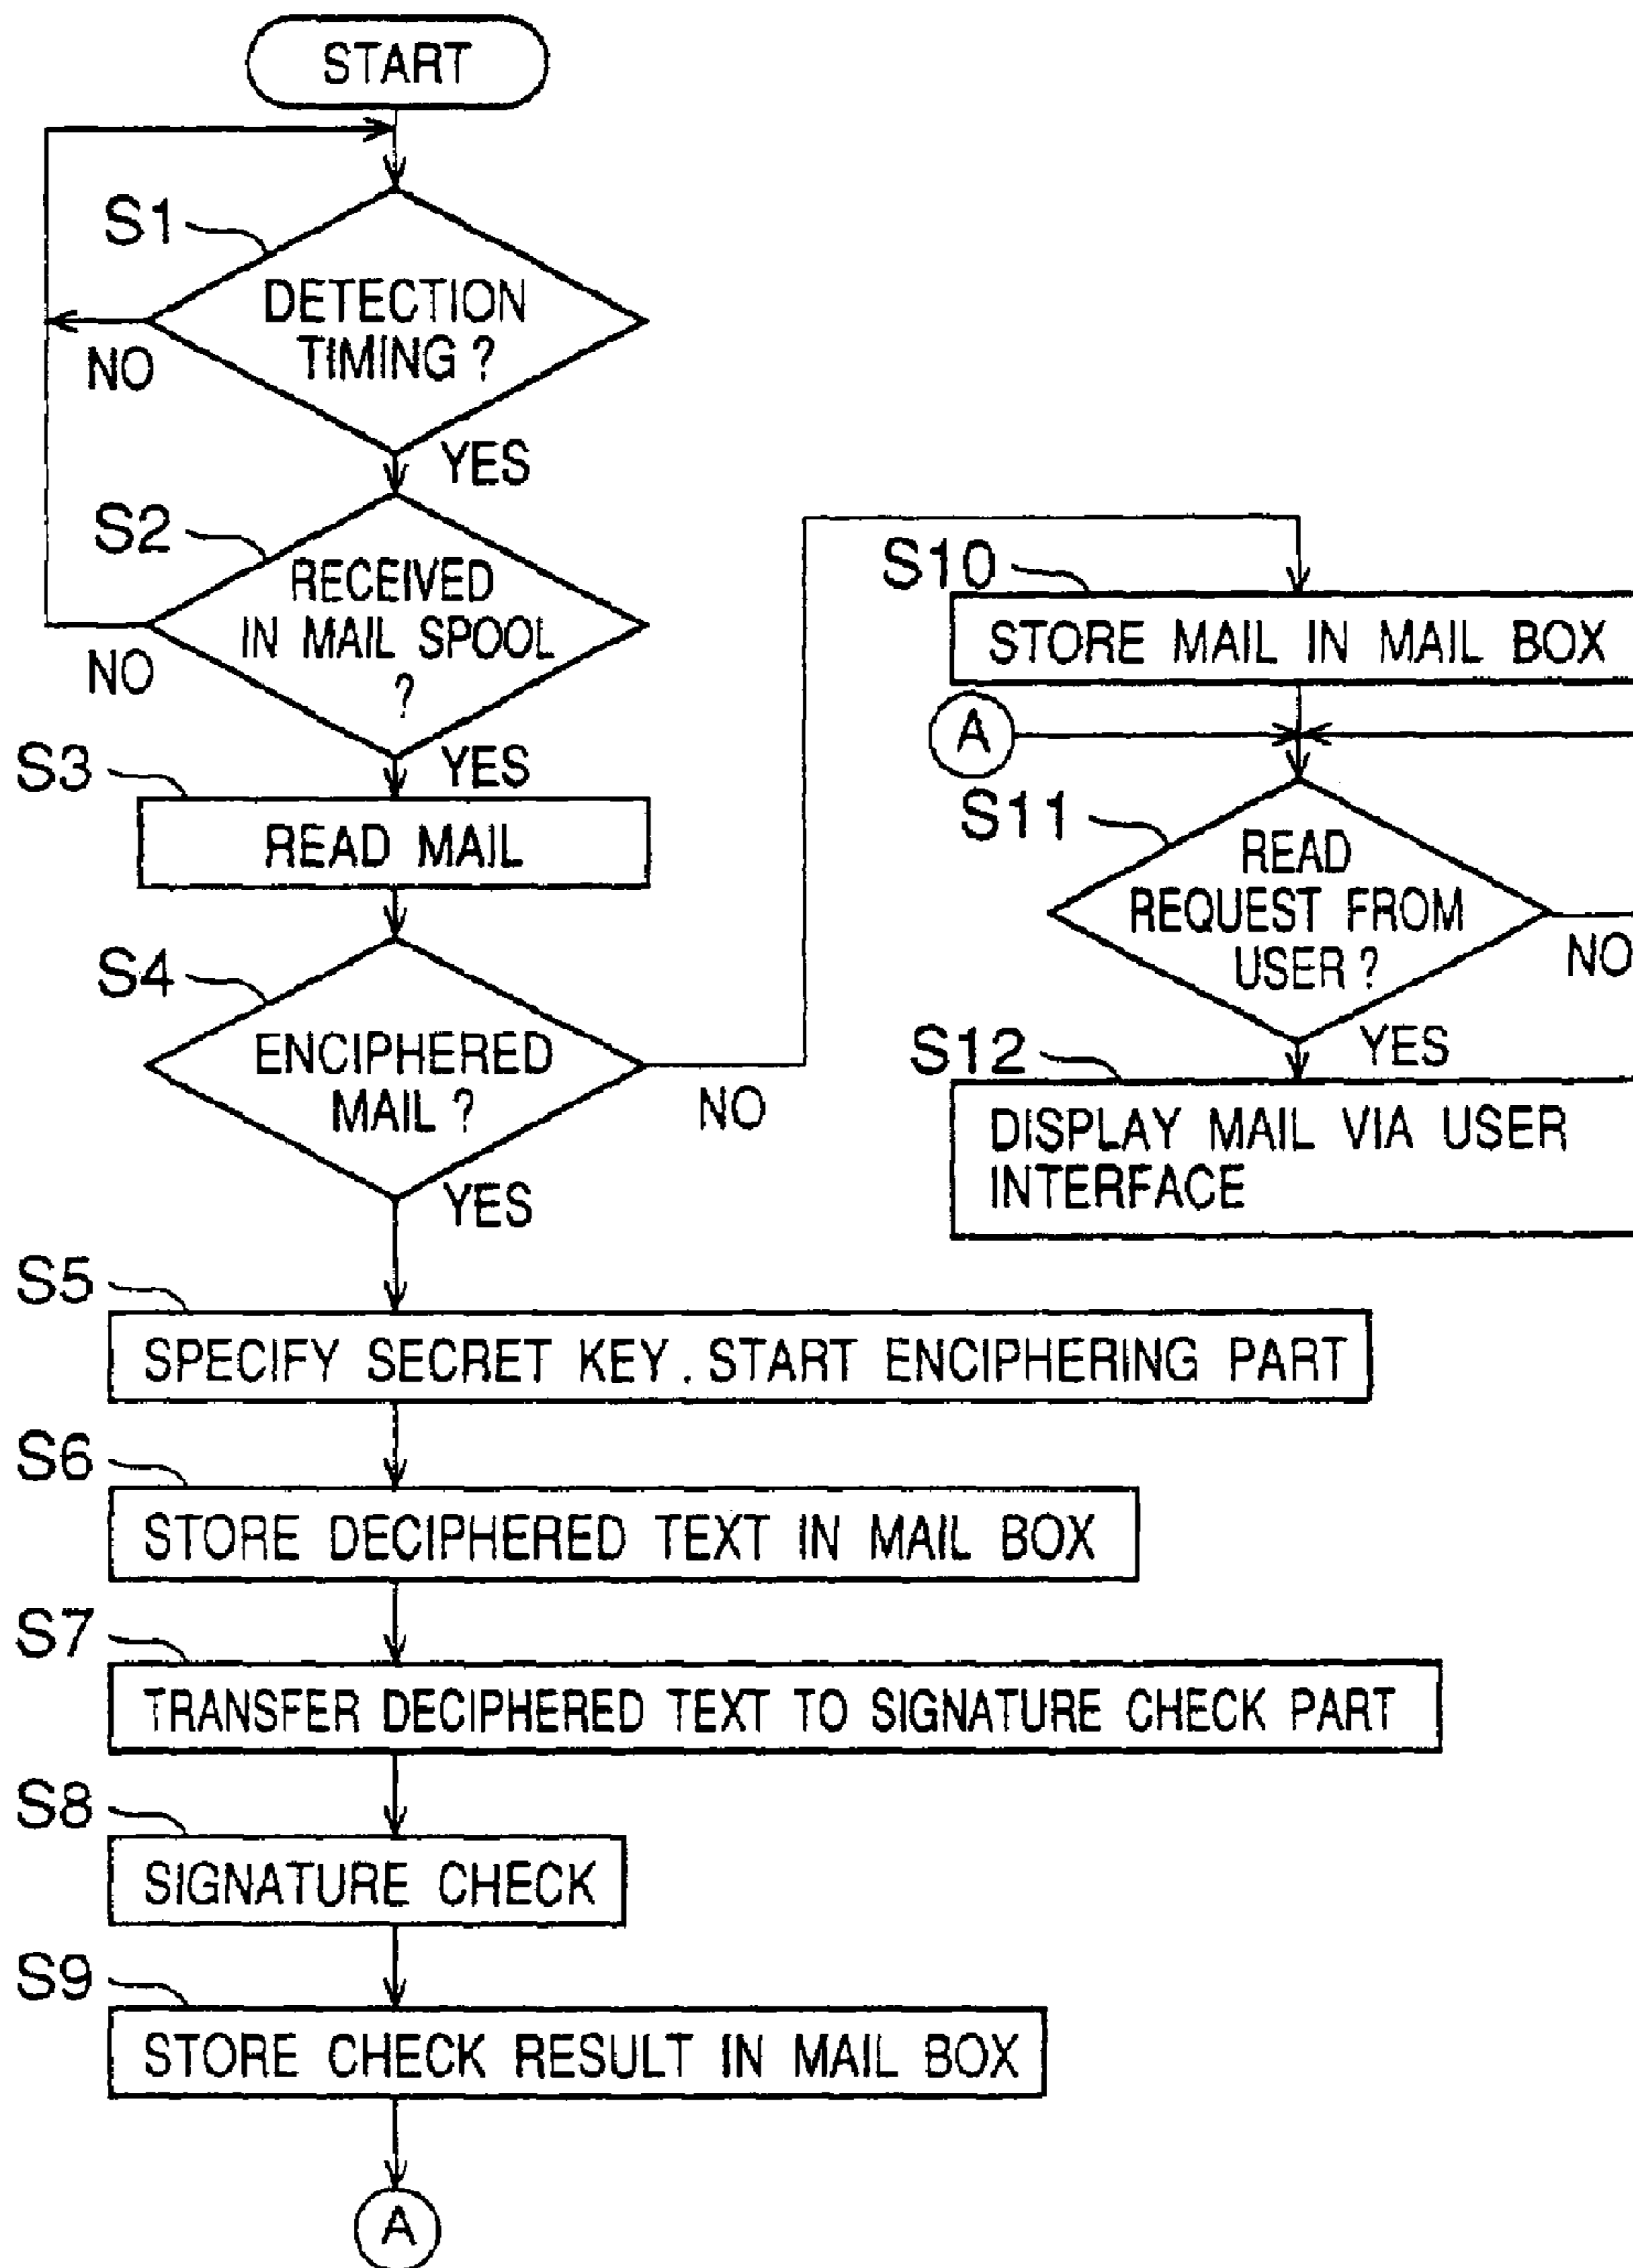 START
S1
DETECTION
TIMING ?
NO
YES
S2
RECEIVED
IN MAIL SPOOL
?
NO
YES
S3
READ MAIL
S4
ENCIPHERED
MAIL ?
NO
YES
S5
SPECIFY SECRET KEY. START ENCIPHERING PART
S6
STORE DECIPHERED TEXT IN MAIL BOX
S7
TRANSFER DECIPHERED TEXT TO SIGNATURE CHECK PART
S8
SIGNATURE CHECK
S9
STORE CHECK RESULT IN MAIL BOX
A
S10
STORE MAIL IN MAIL BOX
A
S11
READ
REQUEST FROM
USER ?
NO
YES
S12
DISPLAY MAIL VIA USER
INTERFACE